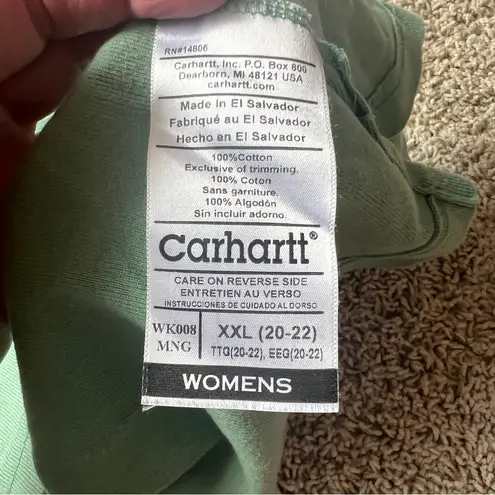 RN#14806
Carhartt, Inc. P.O. Box 600
Dearborn, MI 48121 USA
carhartt.com
Made in El Salvador
Fabriqué au El Salvador
Hecho en El Salvador
100%Cotton
Exclusive of trimming.
100% Coton
Sans garniture.
100% Algodón
Sin incluir adorno.
Carhartt®
CARE ON REVERSE SIDE
ENTRETIEN AU VERSO
INSTRUCCIONES DE CUIDADO AL DORSO
WK008 XXL (20-22)
MNG TTG(20-22), EEG(20-22)
WOMENS